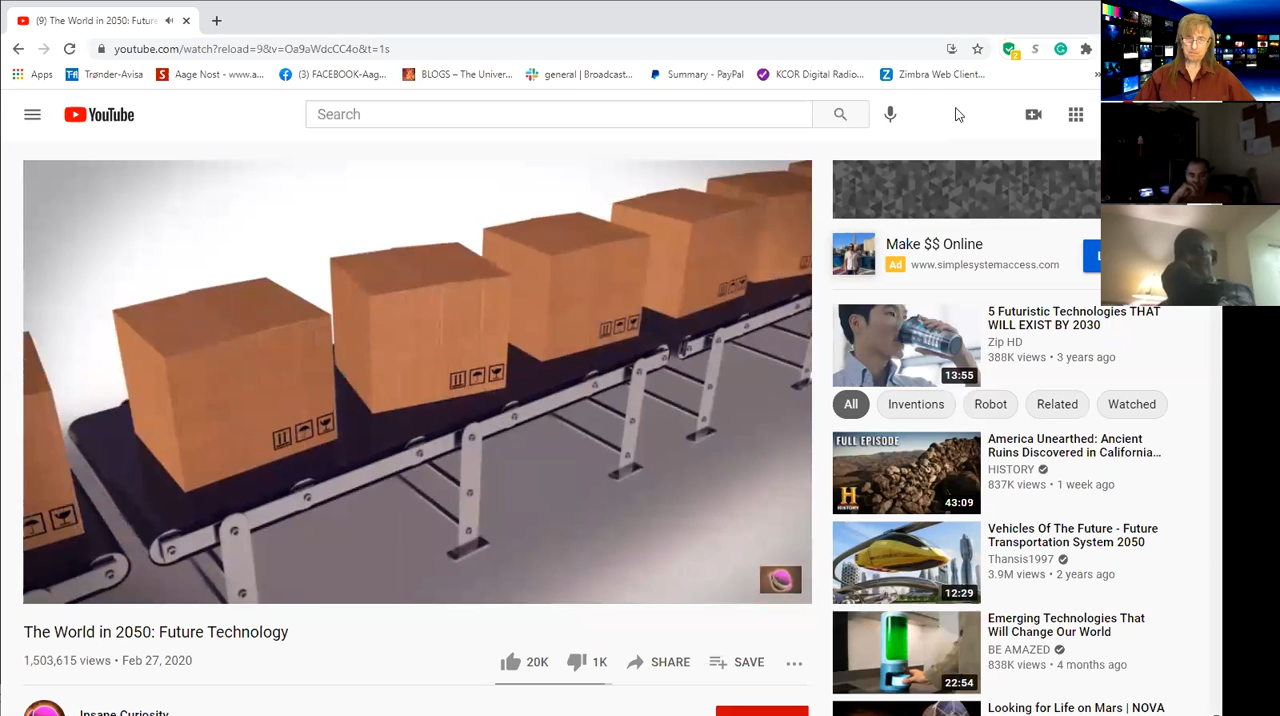 (9) The World in 2050: Future
youtube.com/watch?reload=9&v=Oa9aWdcCC4o&t=1s
2
Apps
Trønder-Avisa
Aage Nost - www.a...
(3) FACEBOOK - Aag...
BLOG - The Univer...
general | Broadcast...
Summary - PayPal
KCOR Digital Radio...
Zimbra Web Client...
»
YouTube
Search
Make $$ Online
Ad www.simplesystemaccess.com
5 Futuristic Technologies THAT
WILL EXIST BY 2030
Zip HD
388K views • 3 years ago
13:55
All
Inventions
Robot
Related
Watched
FULL EPISODE
H
HISTORY
43:09
America Unearthed: Ancient
Ruins Discovered in California...
HISTORY
837K views • 1 week ago
Vehicles Of The Future - Future
Transportation System 2050
Thansis1997
3.9M views • 2 years ago
12:29
Emerging Technologies That
Will Change Our World
BE AMAZED
838K views • 4 months ago
22:54
Looking for Life on Mars | NOVA
The World in 2050: Future Technology
1,503,615 views • Feb 27, 2020
20K
1K
SHARE
SAVE
Insane Curiosity